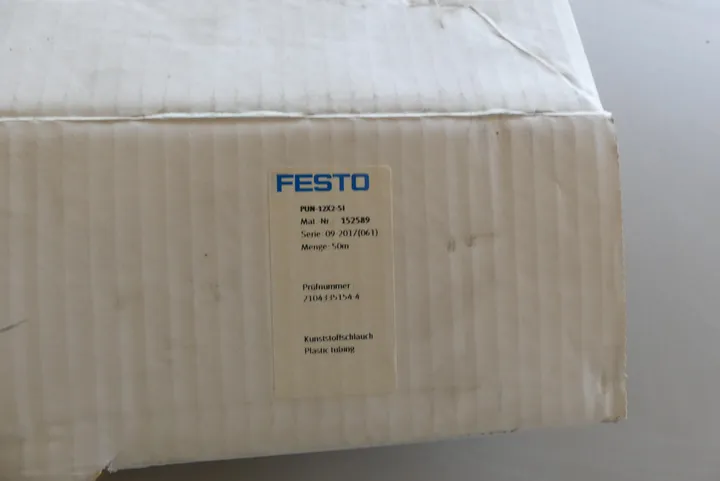 FESTO
PUN-12X2-SI
Mat. Nr.: 152589
Serie: 09-2017(061)
Menge: 50m
Prüfnummer
2104335154-4
Kunststoffschlauch
Plastic tubing